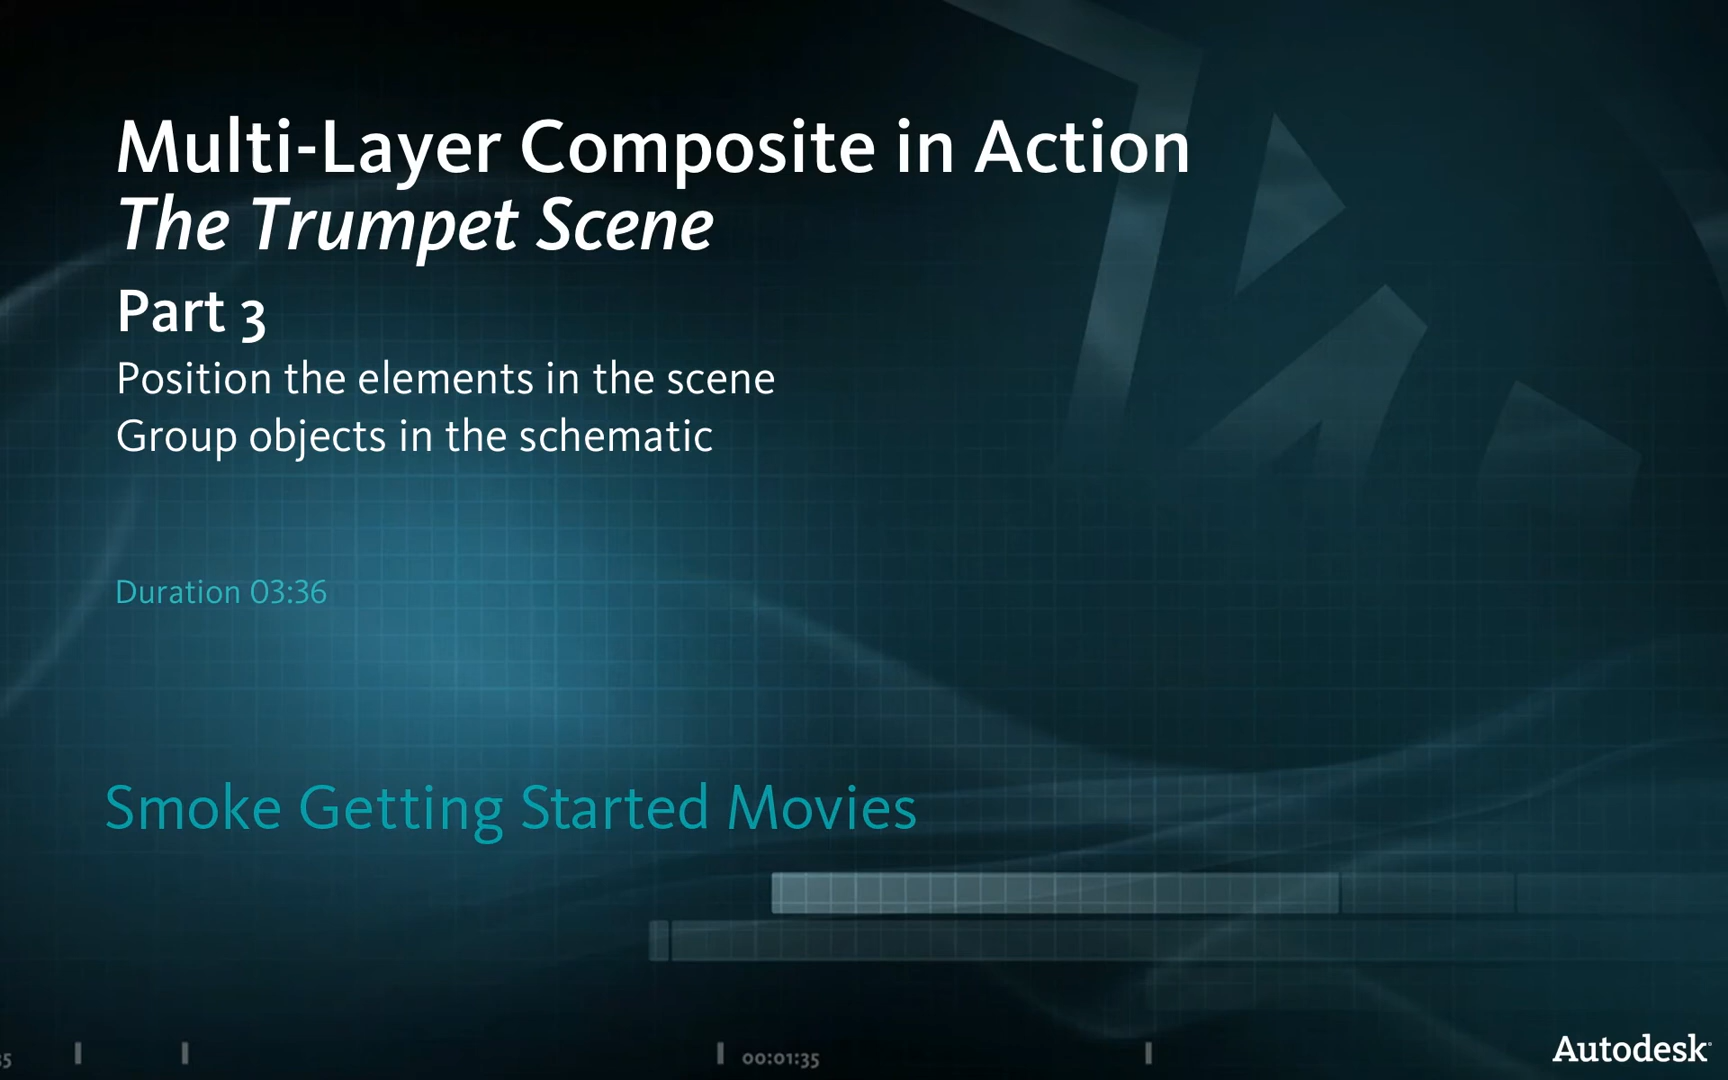 Multi-Layer Composite in Action
The Trumpet Scene
Part 3
Position the elements in the scene
Group objects in the schematic
Duration 03:36
Smoke Getting Started Movies
35
00:01:35
Autodesk